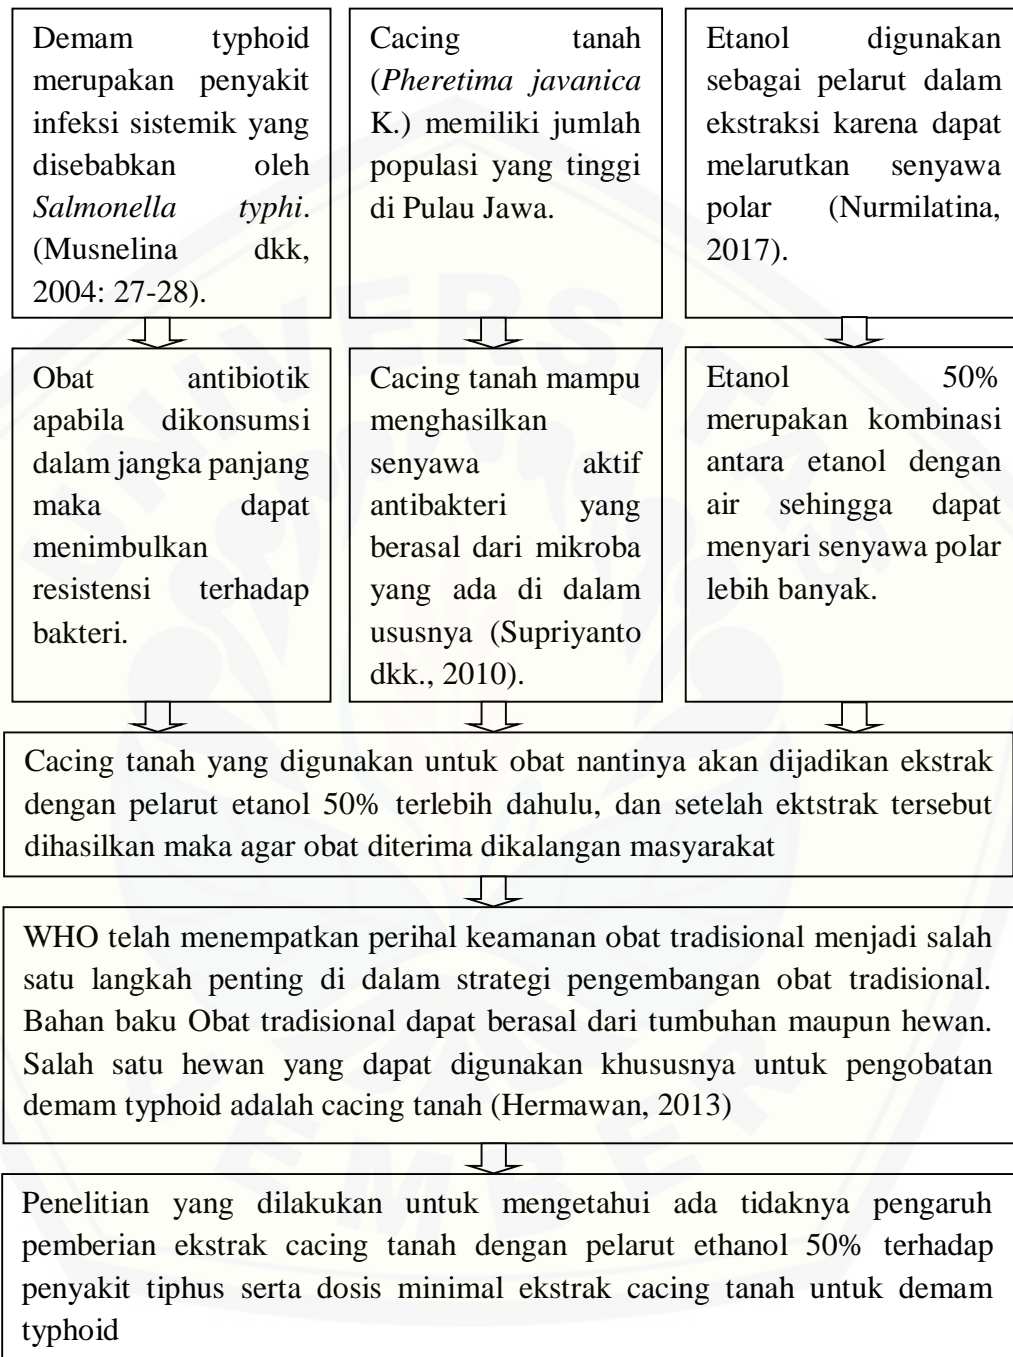 Demam typhoid
merupakan penyakit
infeksi sistemik yang
disebabkan oleh
Salmonella typhi.
(Musnelina dkk,
2004: 27-28).
Cacing tanah
(Pheretima javanica
K.) memiliki jumlah
populasi yang tinggi
di Pulau Jawa.
Etanol digunakan
sebagai pelarut dalam
ekstraksi karena dapat
melarutkan senyawa
polar (Nurmilatina,
2017).
Obat antibiotik
apabila dikonsumsi
dalam jangka panjang
maka dapat
menimbulkan
resistensi terhadap
bakteri.
Cacing tanah mampu
menghasilkan
senyawa aktif
antibakteri yang
berasal dari mikroba
yang ada di dalam
ususnya (Supriyanto
dkk., 2010).
Etanol 50%
merupakan kombinasi
antara etanol dengan
air sehingga dapat
menyari senyawa polar
lebih banyak.
Cacing tanah yang digunakan untuk obat nantinya akan dijadikan ekstrak
dengan pelarut etanol 50% terlebih dahulu, dan setelah ektstrak tersebut
dihasilkan maka agar obat diterima dikalangan masyarakat
WHO telah menempatkan perihal keamanan obat tradisional menjadi salah
satu langkah penting di dalam strategi pengembangan obat tradisional.
Bahan baku Obat tradisional dapat berasal dari tumbuhan maupun hewan.
Salah satu hewan yang dapat digunakan khususnya untuk pengobatan
demam typhoid adalah cacing tanah (Hermawan, 2013)
Penelitian yang dilakukan untuk mengetahui ada tidaknya pengaruh
pemberian ekstrak cacing tanah dengan pelarut ethanol 50% terhadap
penyakit tiphus serta dosis minimal ekstrak cacing tanah untuk demam
typhoid
UNIVERSITAS
JEMBER